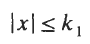 |x| ≤ k₁